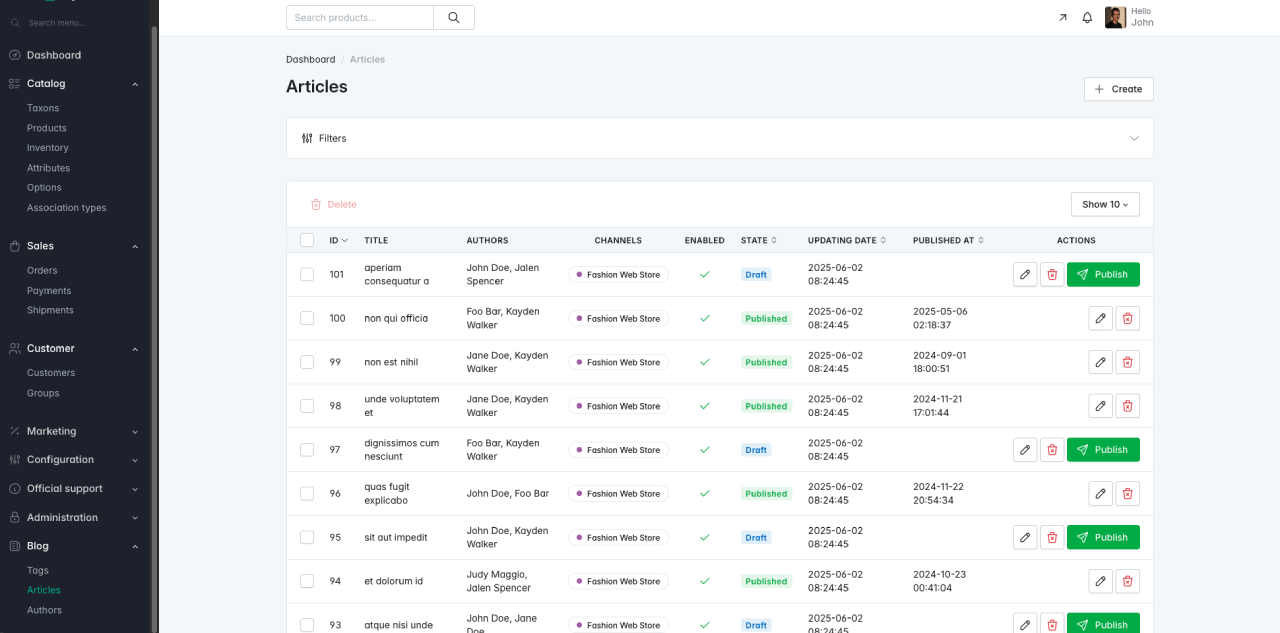 Search menu...
Dashboard
Catalog
Taxons
Products
Inventory
Attributes
Options
Association types
Sales
Orders
Payments
Shipments
Customer
Customers
Groups
Marketing
Configuration
Official support
Administration
Blog
Tags
Articles
Authors
Search products...
Hello
John
Dashboard / Articles
Articles
Create
Filters
Delete
Show 10
ID TITLE AUTHORS CHANNELS ENABLED STATE UPDATING DATE PUBLISHED AT ACTIONS
101 aperiam consequatur a John Doe, Jalen Spencer Fashion Web Store Draft 2025-06-02 08:24:45 Publish
100 non qui officia Foo Bar, Kayden Walker Fashion Web Store Published 2025-06-02 08:24:45 2025-05-06 02:18:37
99 non est nihil Jane Doe, Kayden Walker Fashion Web Store Published 2025-06-02 08:24:45 2024-09-01 18:00:51
98 unde voluptatem et Jane Doe, Kayden Walker Fashion Web Store Published 2025-06-02 08:24:45 2024-11-21 17:01:44
97 dignissimos cum nesciunt Foo Bar, Kayden Walker Fashion Web Store Draft 2025-06-02 08:24:45 Publish
96 quas fugit explicabo John Doe, Foo Bar Fashion Web Store Published 2025-06-02 08:24:45 2024-11-22 20:54:34
95 sit aut impedit John Doe, Kayden Walker Fashion Web Store Draft 2025-06-02 08:24:45 Publish
94 et dolorum id Judy Maggio, Jalen Spencer Fashion Web Store Published 2025-06-02 08:24:45 2024-10-23 00:41:04
93 atque nisi unde John Doe, Jane Doe Fashion Web Store Draft 2025-06-02 08:24:45 Publish